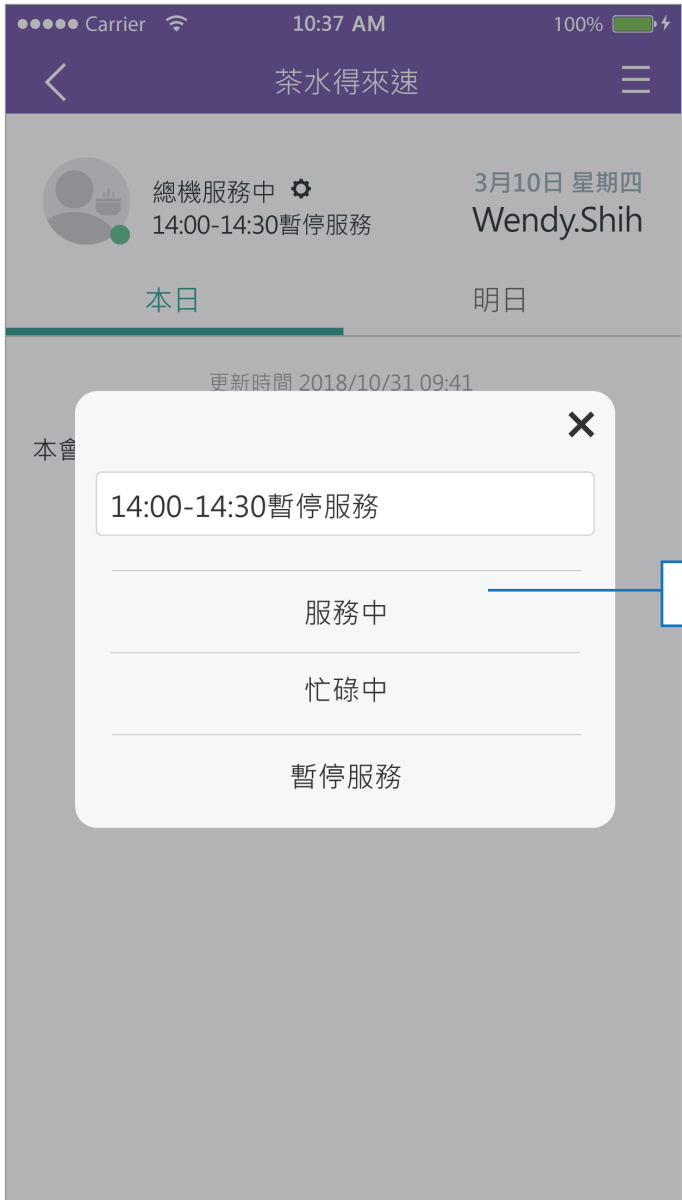 Carrier 10:37 AM 100%
茶水得來速
總機服務中
14:00-14:30暫停服務
3月10日 星期四
Wendy.Shih
本日 明日
更新時間 2018/10/31 09:41
本會
14:00-14:30暫停服務
服務中
忙碌中
暫停服務